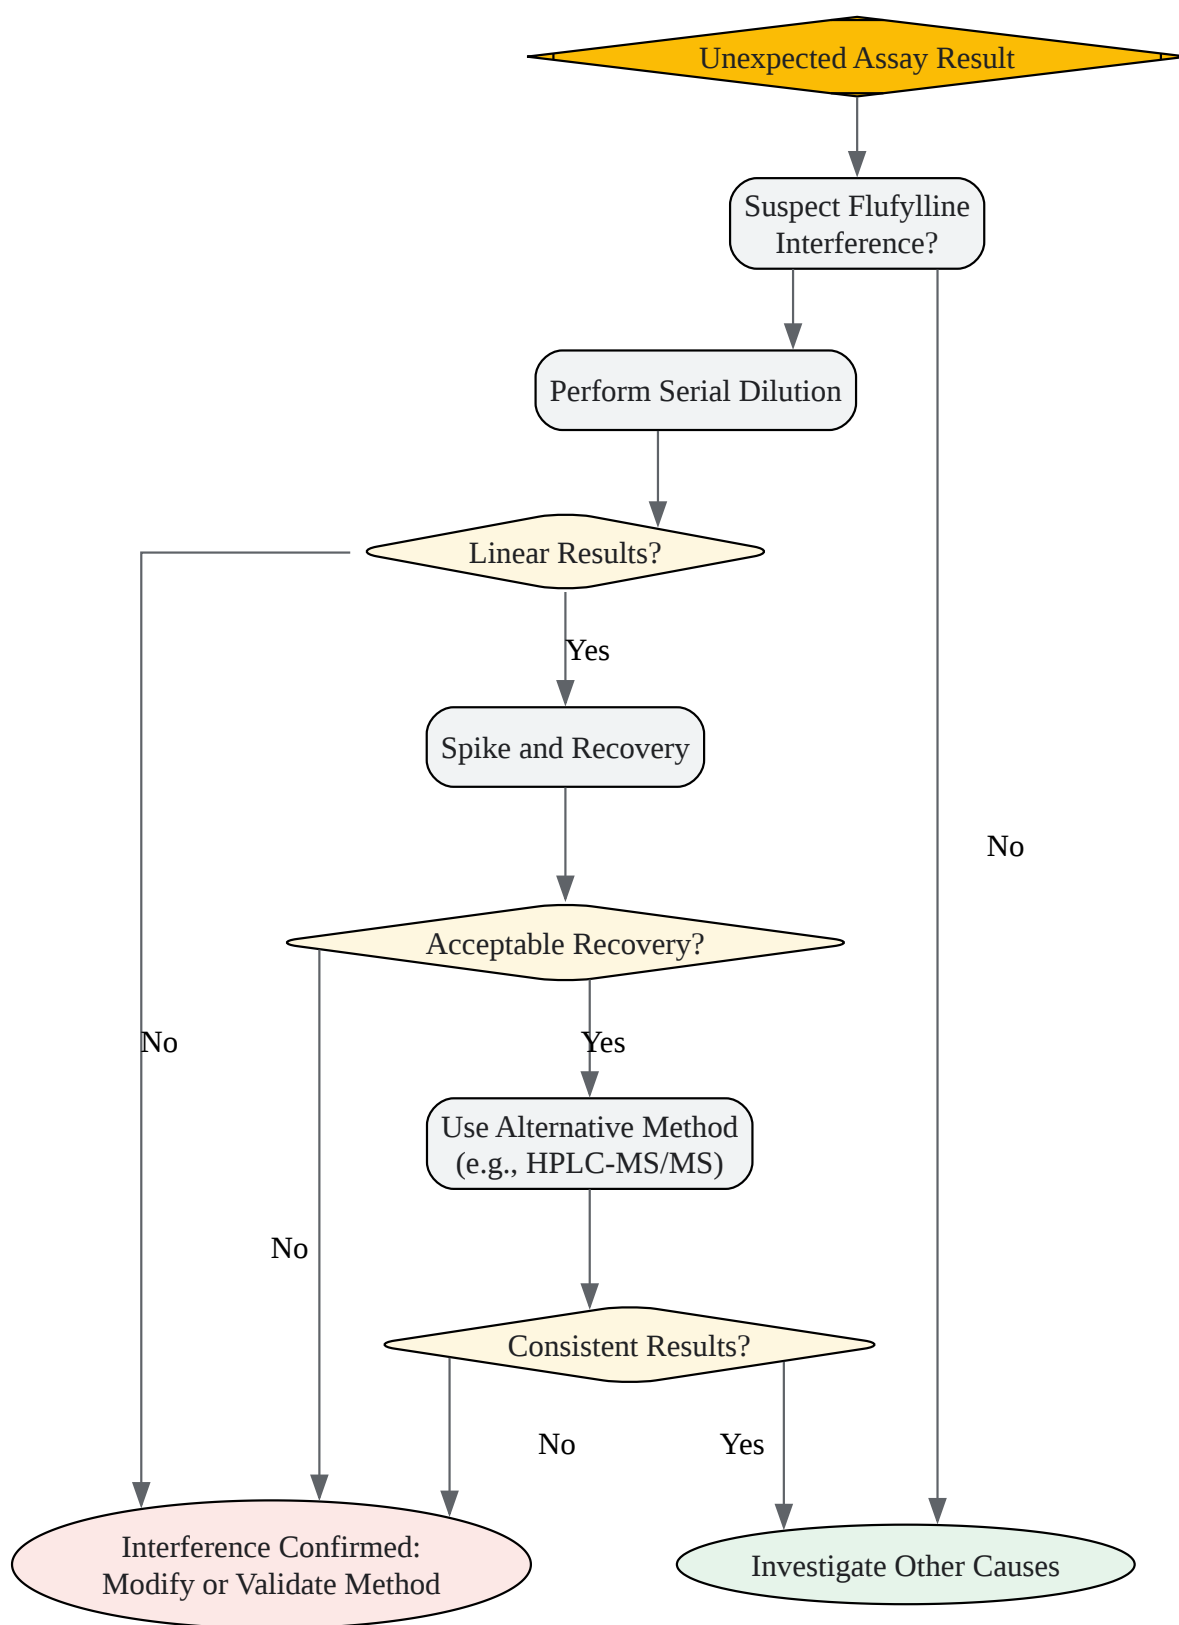 Unexpected Assay Result
Suspect Flufylline
Interference?
Perform Serial Dilution
Linear Results?
Yes
Spike and Recovery
No
Acceptable Recovery?
No
Yes
Use Alternative Method
(e.g., HPLC-MS/MS)
No
Consistent Results?
No
Yes
Interference Confirmed:
Modify or Validate Method
Investigate Other Causes